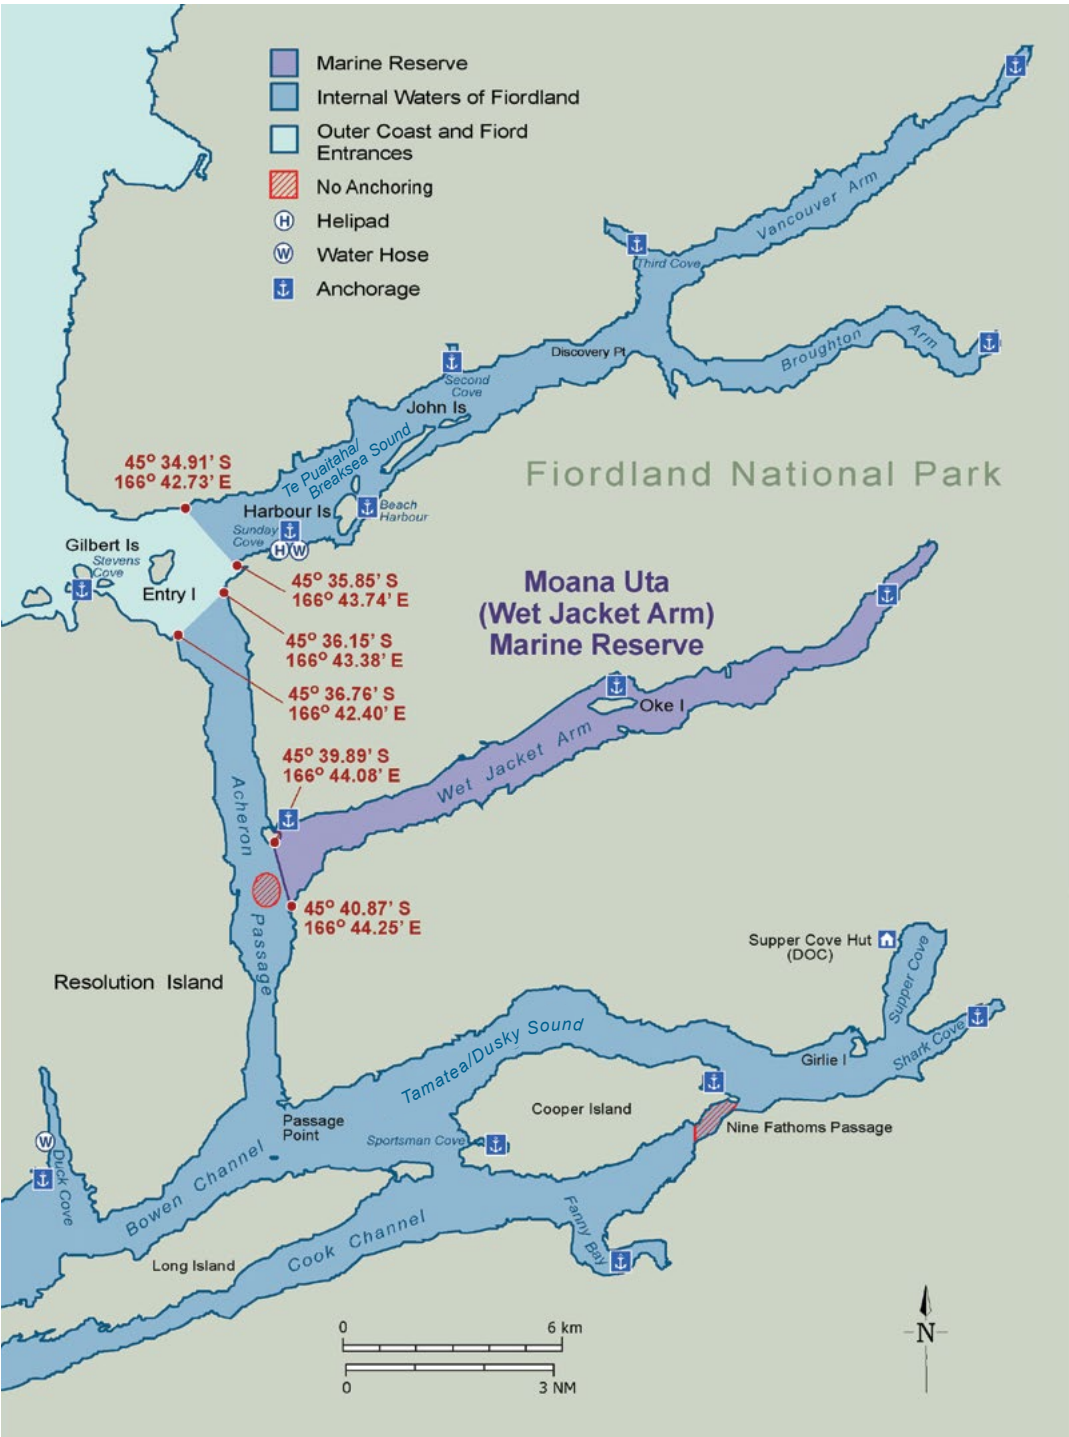 Marine Reserve
Internal Waters of Fiordland
Outer Coast and Fiord
Entrances
No Anchoring
H Helipad
W Water Hose
Anchorage
Vancouver Arm
Third Cove
Discovery Pt
Broughton Arm
Second
Cove
John Is
Te Puaitaha/
Breaksea Sound
Fiordland National Park
45° 34.91' S
166° 42.73' E
Harbour Is
Beach
Harbour
Sunday
Cove
H W
Gilbert Is
Stevens
Cove
Entry I
45° 35.85' S
166° 43.74' E
Moana Uta
(Wet Jacket Arm)
Marine Reserve
45° 36.15' S
166° 43.38' E
45° 36.76' S
166° 42.40' E
Oke I
Wet Jacket Arm
45° 39.89' S
166° 44.08' E
Acheron Passage
45° 40.87' S
166° 44.25' E
Resolution Island
Supper Cove Hut
(DOC)
Supper Cove
Shark Cove
Girlie I
Tamatea/Dusky Sound
Cooper Island
Passage
Point
Nine Fathoms Passage
Sportsman Cove
W
Duck Cove
Bowen Channel
Fanny Bay
Cook Channel
Long Island
0 6 km
0 3 NM
N